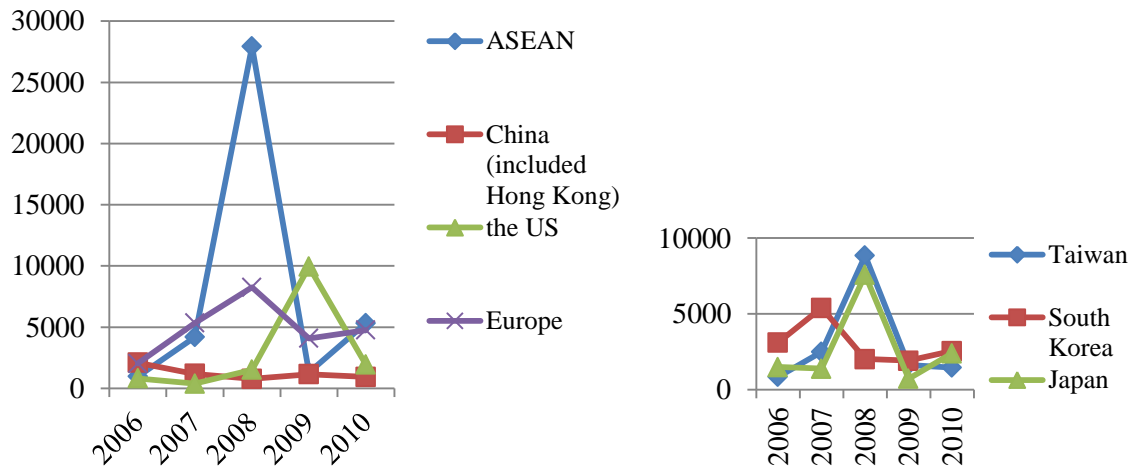 30000
25000
20000
15000
10000
5000
0
2006
2007
2008
2009
2010
ASEAN
China
(included
Hong Kong)
the US
Europe
10000
5000
0
2006
2007
2008
2009
2010
Taiwan
South
Korea
Japan